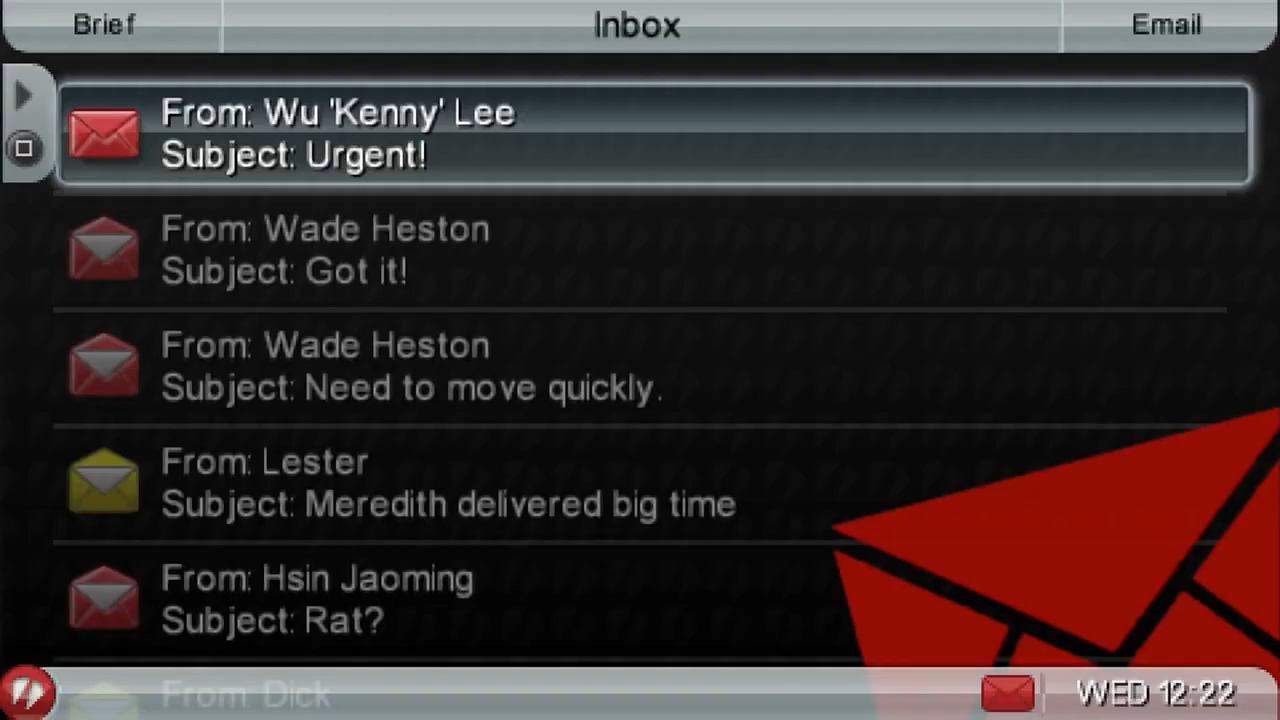 Brief
Inbox
Email
From: Wu 'Kenny' Lee
Subject: Urgent!
From: Wade Heston
Subject: Got it!
From: Wade Heston
Subject: Need to move quickly.
From: Lester
Subject: Meredith delivered big time
From: Hsin Jaoming
Subject: Rat?
From: Dick
WED 12:22